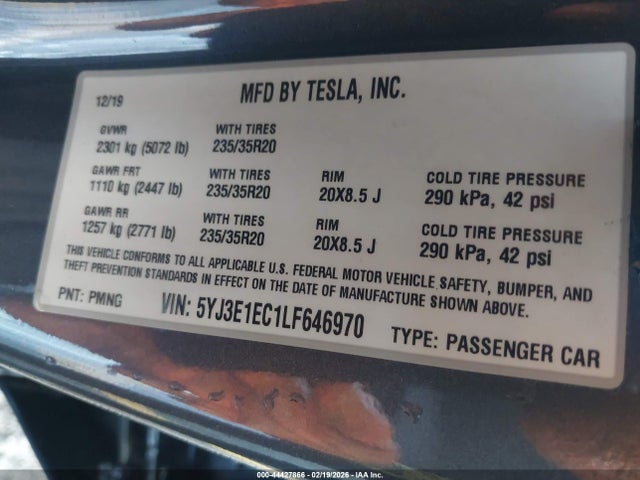 12/19 MFD BY TESLA, INC.
GVWR WITH TIRES
2301 kg (5072 lb) 235/35R20
GAWR FRT WITH TIRES RIM COLD TIRE PRESSURE
1110 kg (2447 lb) 235/35R20 20X8.5 J 290 kPa, 42 psi
GAWR RR WITH TIRES RIM COLD TIRE PRESSURE
1257 kg (2771 lb) 235/35R20 20X8.5 J 290 kPa, 42 psi
THIS VEHICLE CONFORMS TO ALL APPLICABLE U.S. FEDERAL MOTOR VEHICLE SAFETY, BUMPER, AND
THEFT PREVENTION STANDARDS IN EFFECT ON THE DATE OF MANUFACTURE SHOWN ABOVE.
PNT: PMNG VIN: 5YJ3E1EC1LF646970 TYPE: PASSENGER CAR
000-44427866 - 02/19/2026 - IAA Inc.